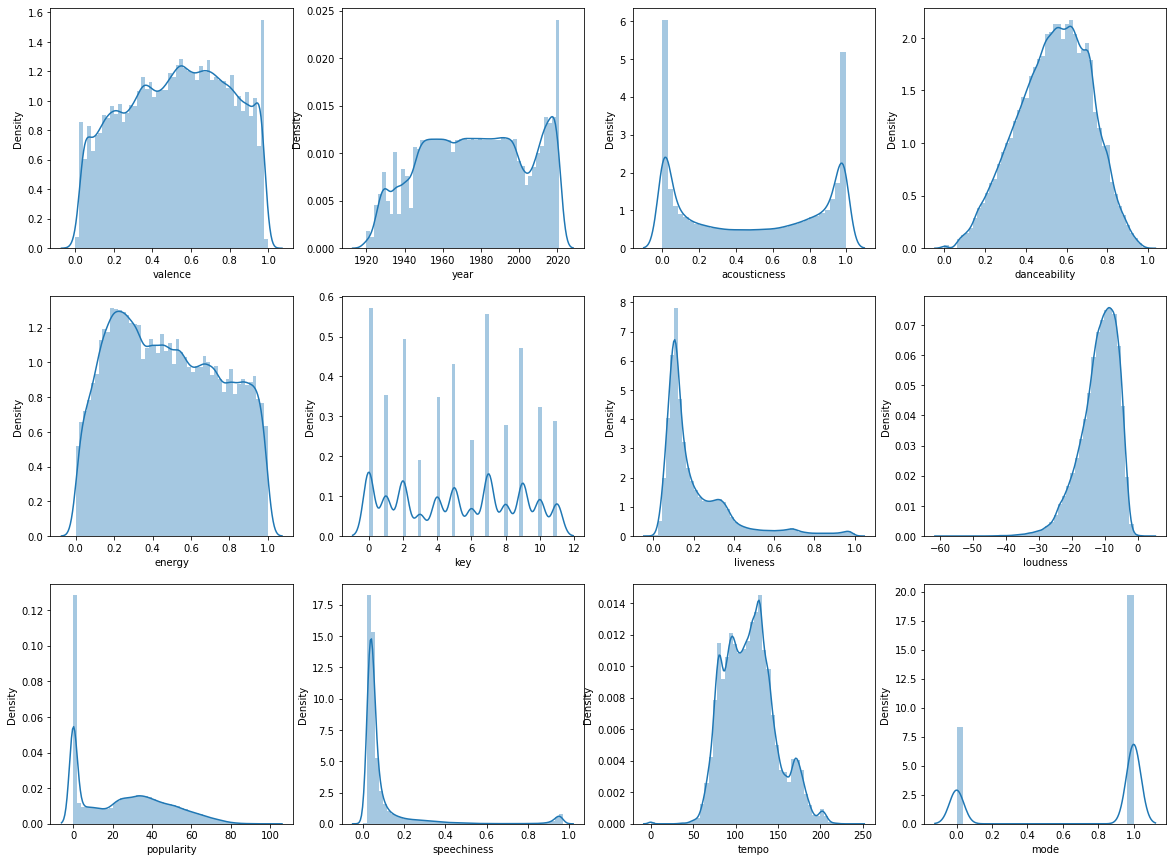 1.6
1.4
1.2
1.0
0.8
0.6
0.4
0.2
0.0
Density
0.0 0.2 0.4 0.6 0.8 1.0
valence
0.025
0.020
0.015
0.010
0.005
0.000
Density
1920 1940 1960 1980 2000 2020
year
6
5
4
3
2
1
0
Density
0.0 0.2 0.4 0.6 0.8 1.0
acousticness
2.0
1.5
1.0
0.5
0.0
Density
0.0 0.2 0.4 0.6 0.8 1.0
danceability
1.2
1.0
0.8
0.6
0.4
0.2
0.0
Density
0.0 0.2 0.4 0.6 0.8 1.0
energy
0.6
0.5
0.4
0.3
0.2
0.1
0.0
Density
0 2 4 6 8 10 12
key
8
7
6
5
4
3
2
1
0
Density
0.0 0.2 0.4 0.6 0.8 1.0
liveness
0.07
0.06
0.05
0.04
0.03
0.02
0.01
0.00
Density
−60 −50 −40 −30 −20 −10 0
loudness
0.12
0.10
0.08
0.06
0.04
0.02
0.00
Density
0 20 40 60 80 100
popularity
17.5
15.0
12.5
10.0
7.5
5.0
2.5
0.0
Density
0.0 0.2 0.4 0.6 0.8 1.0
speechiness
0.014
0.012
0.010
0.008
0.006
0.004
0.002
0.000
Density
0 50 100 150 200 250
tempo
20.0
17.5
15.0
12.5
10.0
7.5
5.0
2.5
0.0
Density
0.0 0.2 0.4 0.6 0.8 1.0
mode